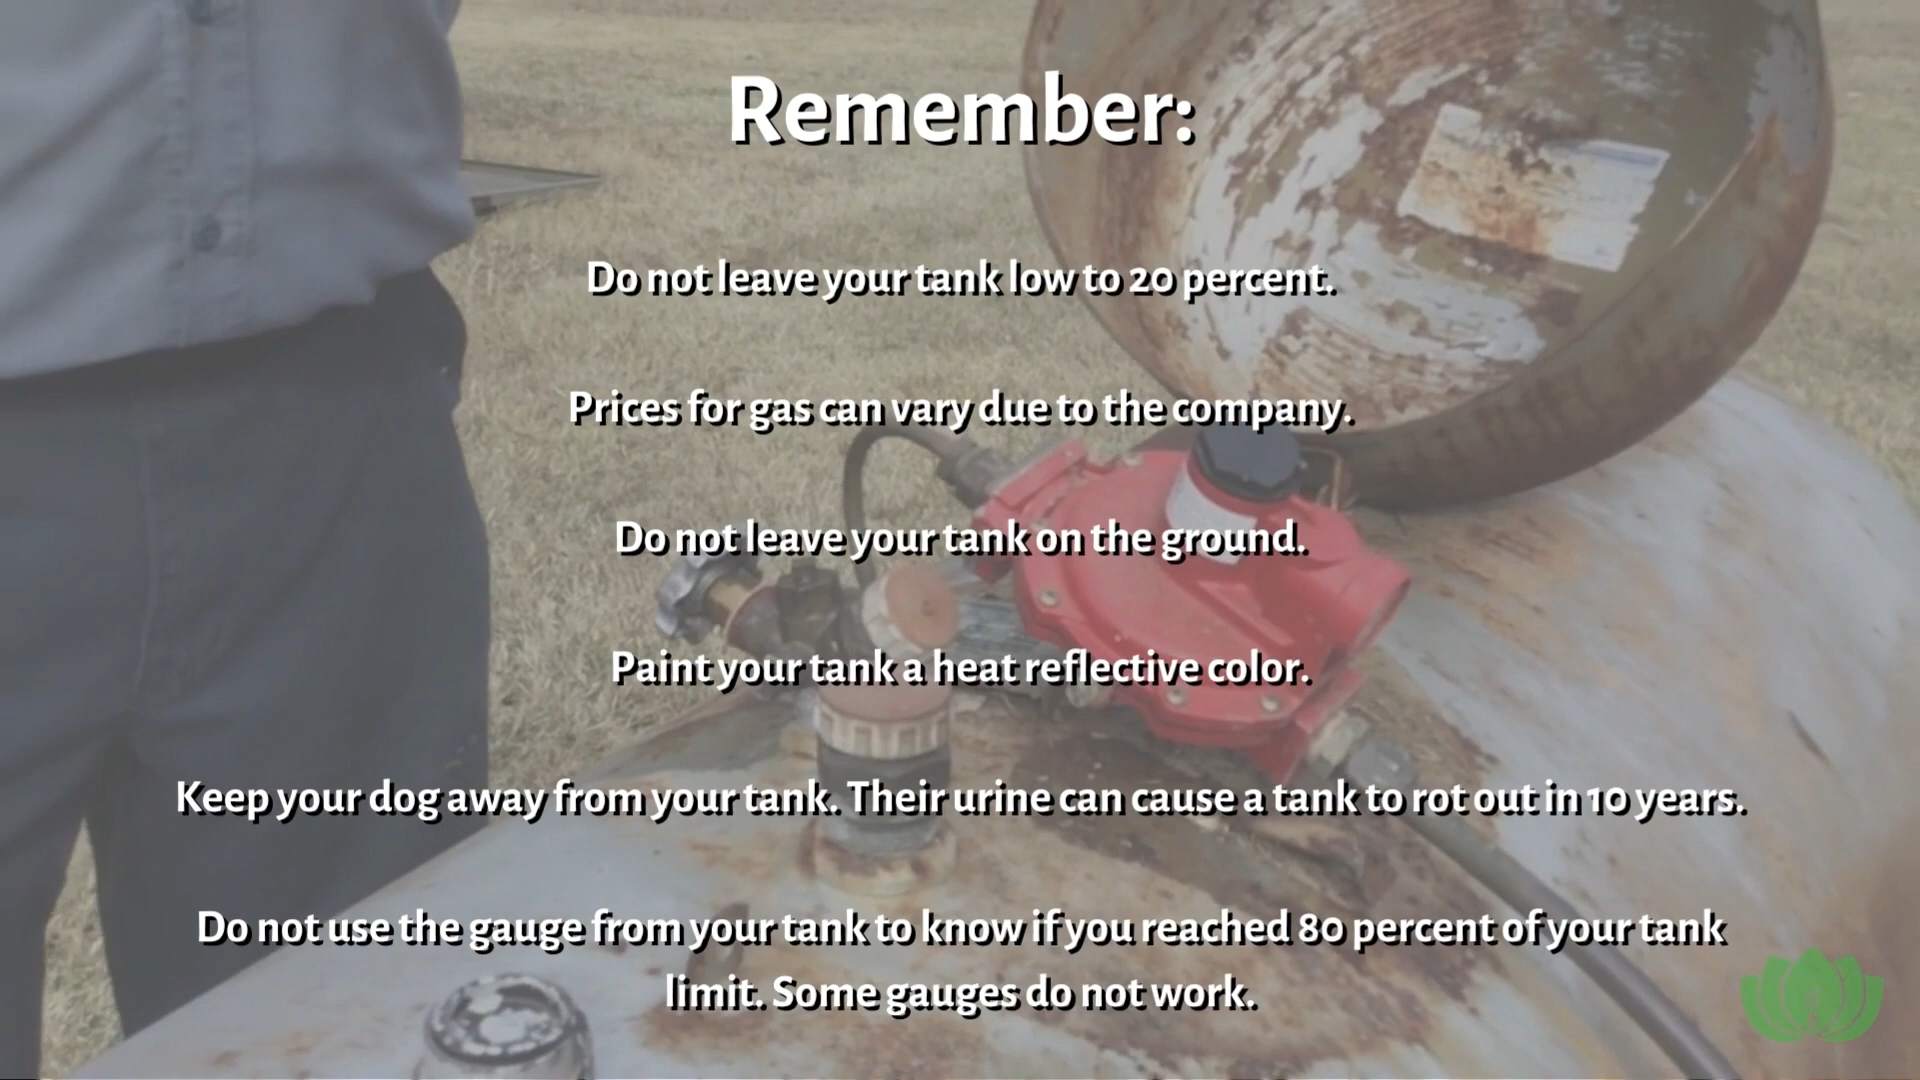 Remember:
Do not leave your tank low to 20 percent.
Prices for gas can vary due to the company.
Do not leave your tank on the ground.
Paint your tank a heat reflective color.
Keep your dog away from your tank. Their urine can cause a tank to rot out in 10 years.
Do not use the gauge from your tank to know if you reached 80 percent of your tank
limit. Some gauges do not work.